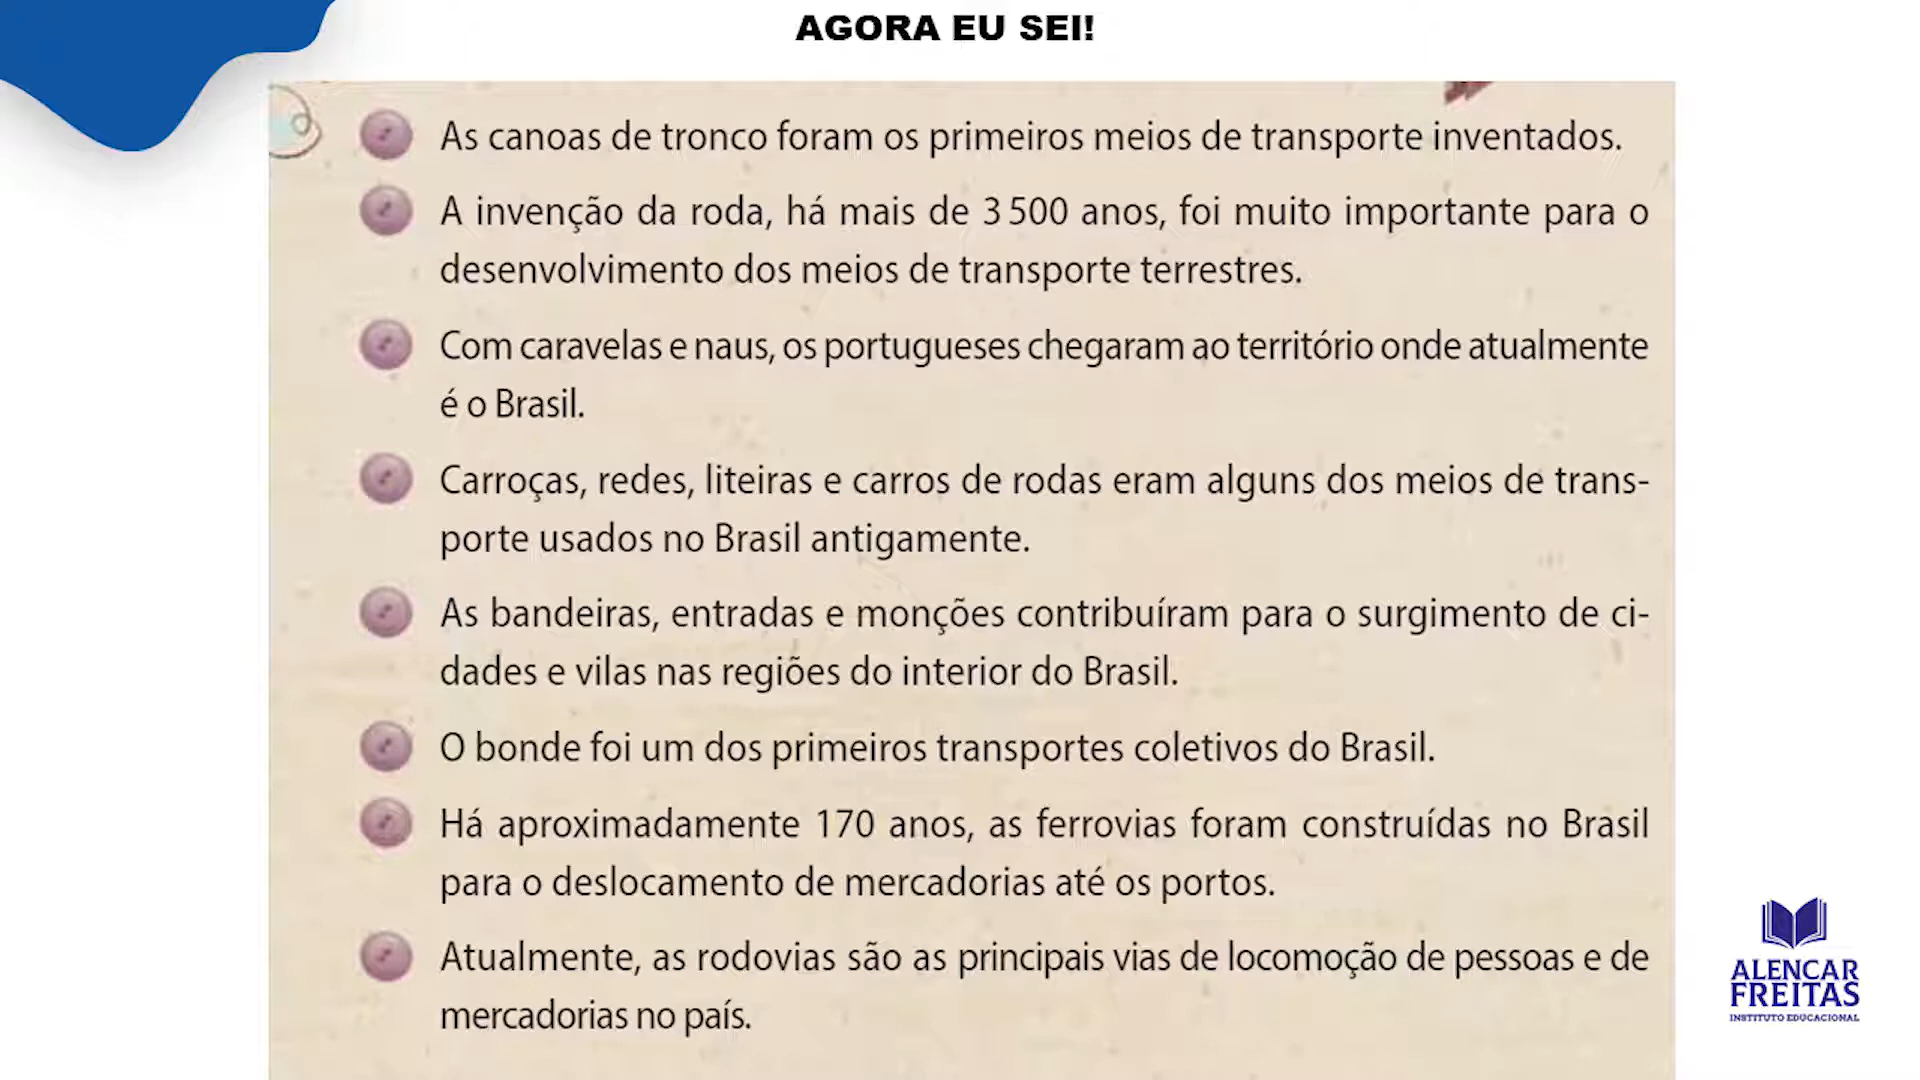 AGORA EU SEI!
As canoas de tronco foram os primeiros meios de transporte inventados.
A invenção da roda, há mais de 3 500 anos, foi muito importante para o
desenvolvimento dos meios de transporte terrestres.
Com caravelas e naus, os portugueses chegaram ao território onde atualmente
é o Brasil.
Carroças, redes, liteiras e carros de rodas eram alguns dos meios de trans-
porte usados no Brasil antigamente.
As bandeiras, entradas e monções contribuíram para o surgimento de ci-
dades e vilas nas regiões do interior do Brasil.
O bonde foi um dos primeiros transportes coletivos do Brasil.
Há aproximadamente 170 anos, as ferrovias foram construídas no Brasil
para o deslocamento de mercadorias até os portos.
Atualmente, as rodovias são as principais vias de locomoção de pessoas e de
mercadorias no país.
ALENCAR
FREITAS
INSTITUTO EDUCACIONAL